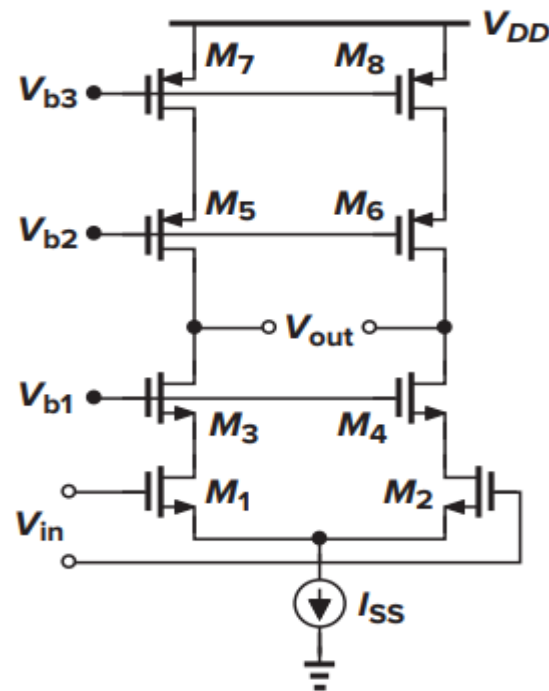 V_DD
M_7 M_8
V_b3
M_5 M_6
V_b2
V_out
V_b1
M_3 M_4
M_1 M_2
V_in
I_SS